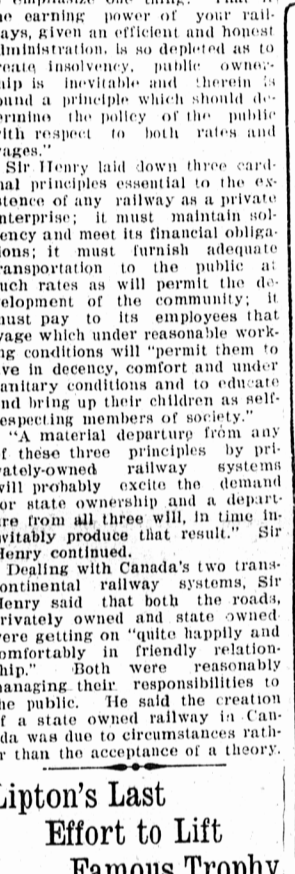 emphasize one thing. That if
he earning power of your rail-
ays, given an efficient and honest
dministration, is so depleted as to
reate insolvency, public owner-
hip is inevitable and therein is
ound a principle which should de-
ermine the policy of the public
ith respect to both rates and
ages."
Sir Henry laid down three card-
nal principles essential to the ex-
stence of any railway as a private
nterprise; it must maintain sol-
ency and meet its financial obliga-
ions; it must furnish adequate
ransportation to the public at
uch rates as will permit the de-
elopment of the community; it
ust pay to its employees that
age which under reasonable work-
ng conditions will "permit them to
ve in decency, comfort and under
anitary conditions and to educate
nd bring up their children as self-
especting members of society."
"A material departure from any
f these three principles by pri-
ately-owned railway systems
ill probably excite the demand
or state ownership and a depart-
re from all three will, in time in-
vitably produce that result." Sir
Henry continued.
Dealing with Canada's two trans-
ontinental railway systems, Sir
Henry said that both the roads,
rivately owned and state owned
ere getting on "quite happily and
omfortably in friendly relation-
hip." Both were reasonably
anaging their responsibilities to
he public. He said the creation
f a state owned railway in Can-
da was due to circumstances rath-
r than the acceptance of a theory.
Lipton's Last
Effort to Lift
Famous Trophy